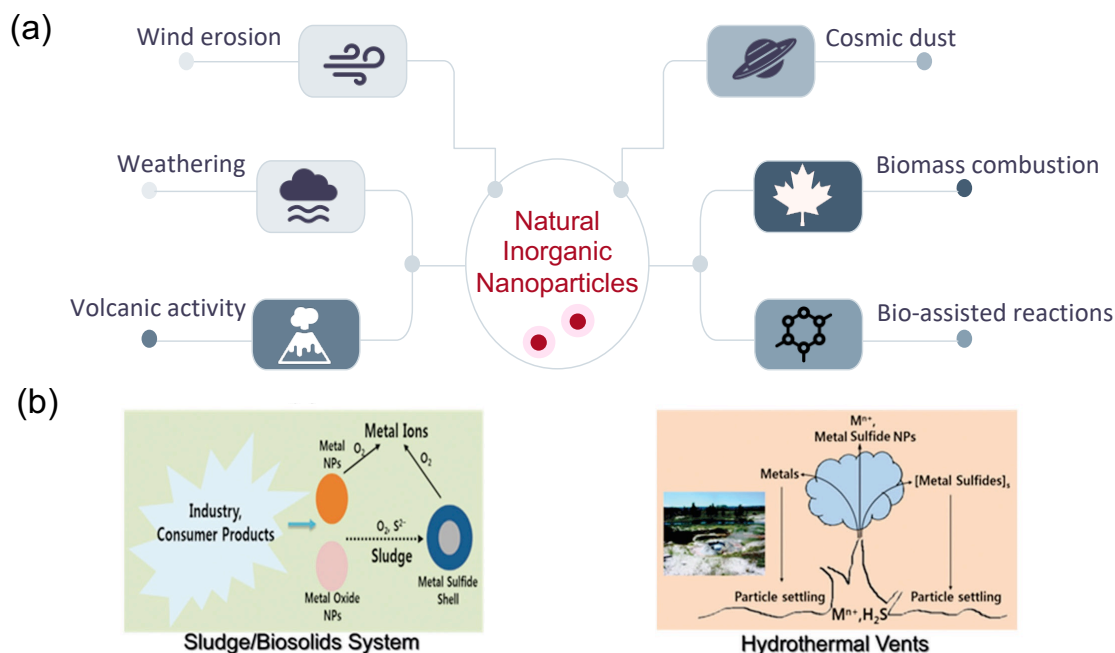 (a)
Wind erosion
Cosmic dust
Weathering
Biomass combustion
Volcanic activity
Bio-assisted reactions
Natural
Inorganic
Nanoparticles
(b)
Industry,
Consumer Products
Metal
NPs
Metal Ions
O₂
O₂
O₂, S²⁻
Sludge
Metal Oxide
NPs
Metal Sulfide
Shell
Sludge/Biosolids System
Mⁿ⁺,
Metal Sulfide NPs
Metals
[Metal Sulfides]ₛ
Particle settling
Particle settling
Mⁿ⁺,H₂S
Hydrothermal Vents